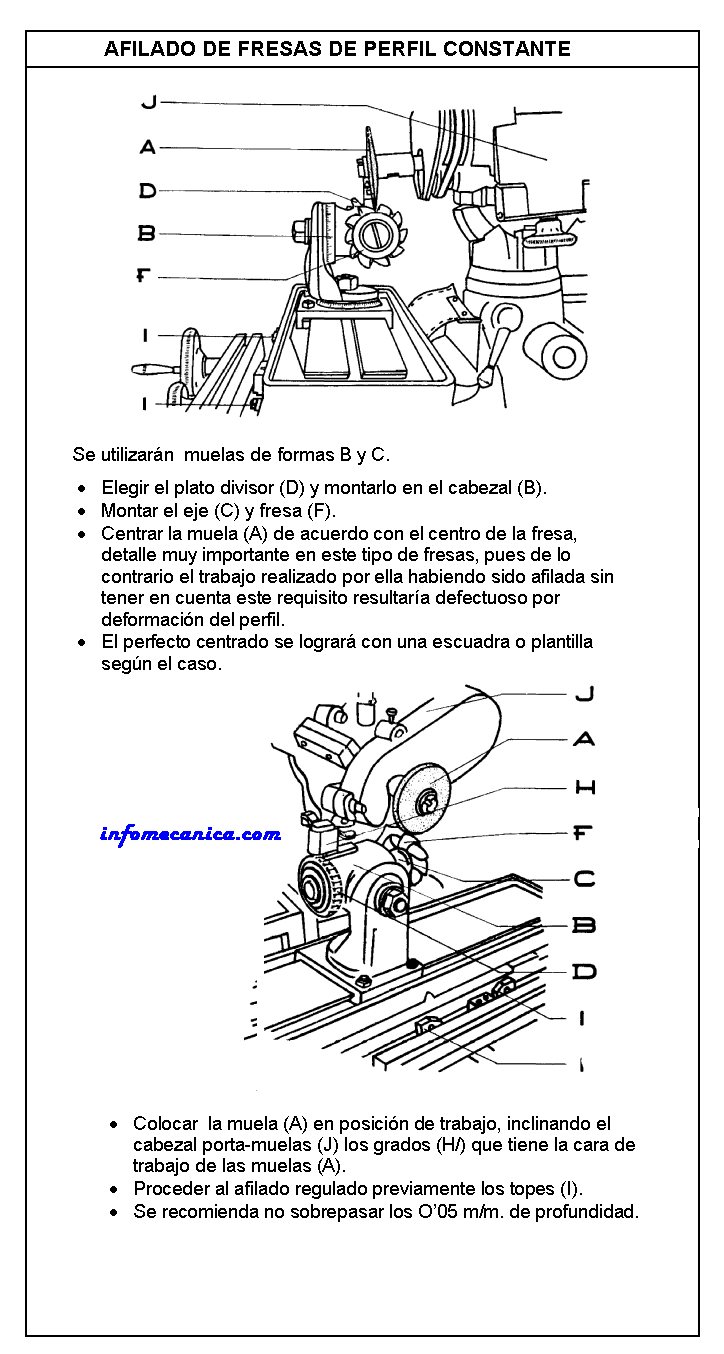 AFILADO DE FRESAS DE PERFIL CONSTANTE
J
A
D
B
F
I
I
Se utilizarán muelas de formas B y C.
• Elegir el plato divisor (D) y montarlo en el cabezal (B).
• Montar el eje (C) y fresa (F).
• Centrar la muela (A) de acuerdo con el centro de la fresa,
detalle muy importante en este tipo de fresas, pues de lo
contrario el trabajo realizado por ella habiendo sido afilada sin
tener en cuenta este requisito resultaría defectuoso por
deformación del perfil.
• El perfecto centrado se logrará con una escuadra o plantilla
según el caso.
J
A
H
infomecanica.com
F
C
B
D
I
I
• Colocar la muela (A) en posición de trabajo, inclinando el
cabezal porta-muelas (J) los grados (H/) que tiene la cara de
trabajo de las muelas (A).
• Proceder al afilado regulado previamente los topes (I).
• Se recomienda no sobrepasar los O'05 m/m. de profundidad.